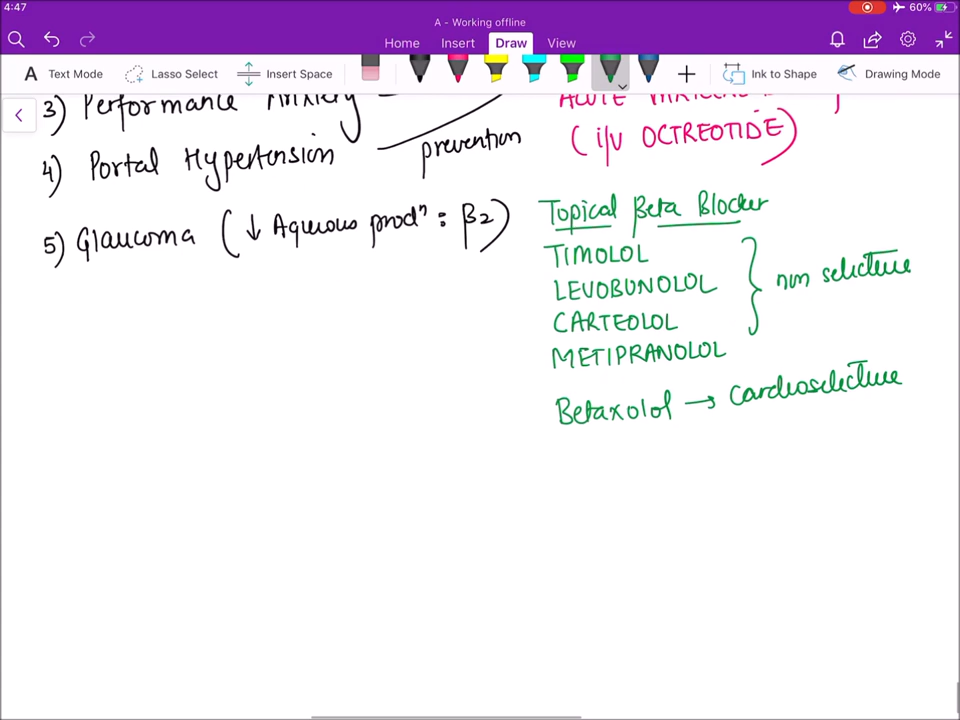 4:47
60%
A - Working offline
Home Insert Draw View
A Text Mode Lasso Select Insert Space Ink to Shape Drawing Mode
3) Performance Anxiety
4) Portal Hypertension prevention
ACUTE
(i/v OCTREOTIDE)
5) Glaucoma (↓ Aqueous prodⁿ : β2)
Topical Beta Blocker
TIMOLOL
LEVOBUNOLOL
CARTEOLOL
METIPRANOLOL
non selective
Betaxolol → Cardioselective